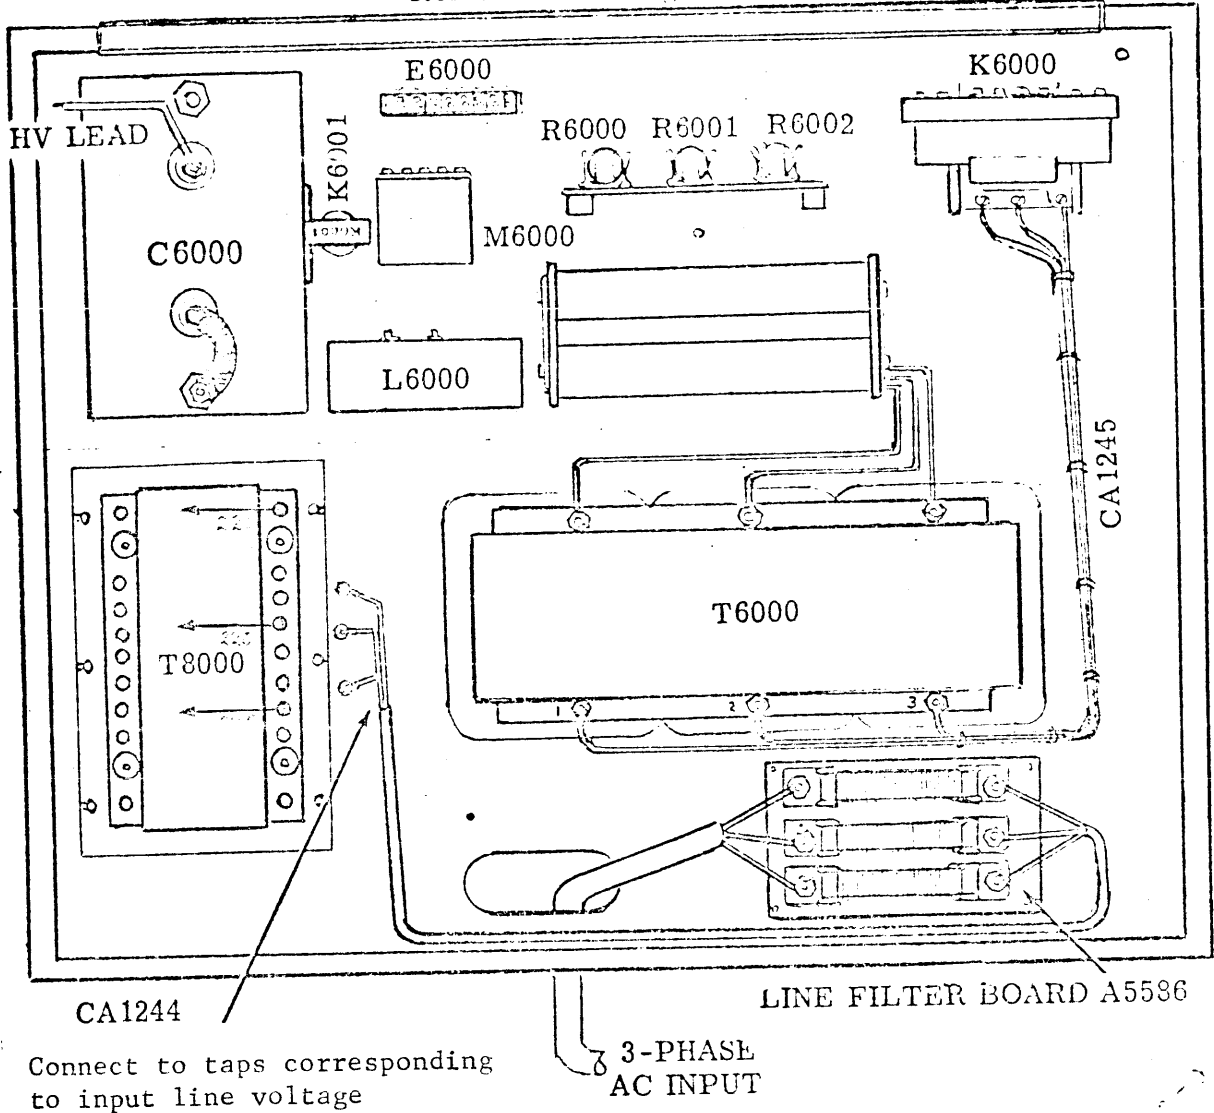 E6000
K6000
HV LEAD
K6001
R6000 R6001 R6002
C6000
M6000
L6000
CA1245
T6000
T8000
1 2 3
CA1244
LINE FILTER BOARD A5586
Connect to taps corresponding
to input line voltage
3-PHASE
AC INPUT